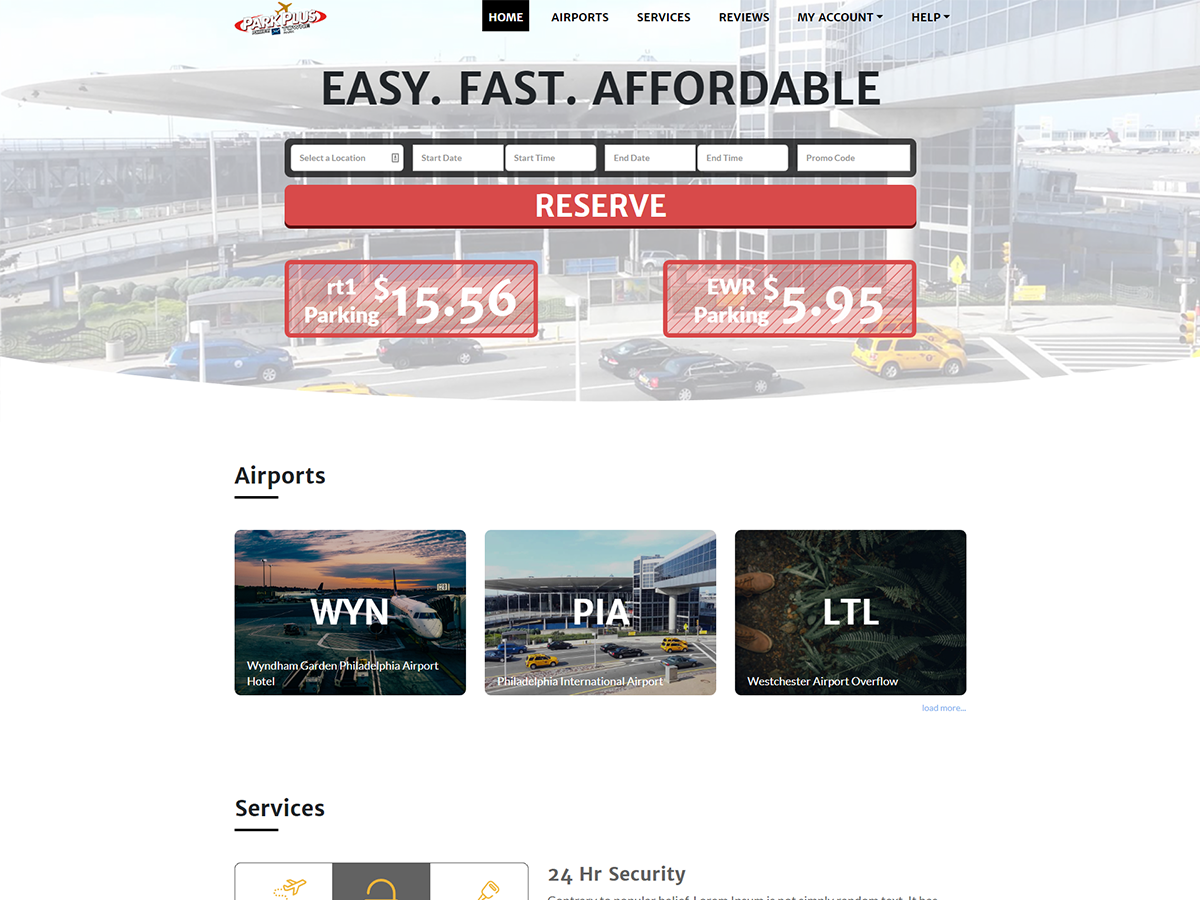 PARK PLUS
HOME AIRPORTS SERVICES REVIEWS MY ACCOUNT HELP
EASY. FAST. AFFORDABLE
Select a Location Start Date Start Time End Date End Time Promo Code
RESERVE
rt1 Parking $15.56
EWR Parking $5.95
Airports
WYN
Wyndham Garden Philadelphia Airport
Hotel
PIA
Philadelphia International Airport
LTL
Westchester Airport Overflow
load more...
Services
24 Hr Security
Contrary to popular belief, Lorem Ipsum is not simply random text. It has